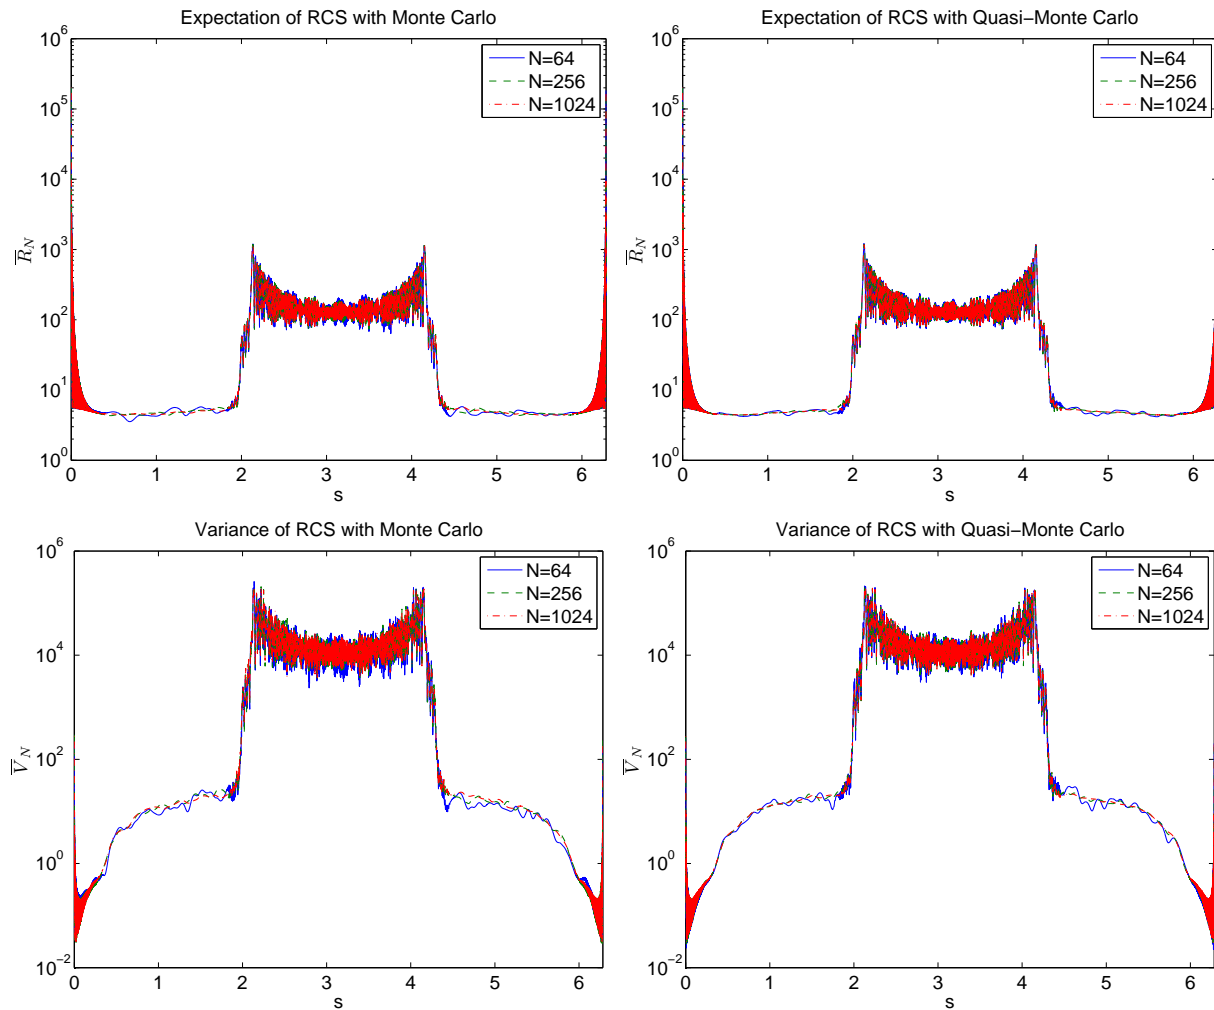 Expectation of RCS with Monte Carlo
10^6
10^5
10^4
10^3
10^2
10^1
10^0
R̅_N
0 1 2 3 4 5 6
s
N=64
N=256
N=1024
Expectation of RCS with Quasi−Monte Carlo
10^6
10^5
10^4
10^3
10^2
10^1
10^0
R̅_N
0 1 2 3 4 5 6
s
N=64
N=256
N=1024
Variance of RCS with Monte Carlo
10^6
10^4
10^2
10^0
10^−2
V̅_N
0 1 2 3 4 5 6
s
N=64
N=256
N=1024
Variance of RCS with Quasi−Monte Carlo
10^6
10^4
10^2
10^0
10^−2
V̅_N
0 1 2 3 4 5 6
s
N=64
N=256
N=1024